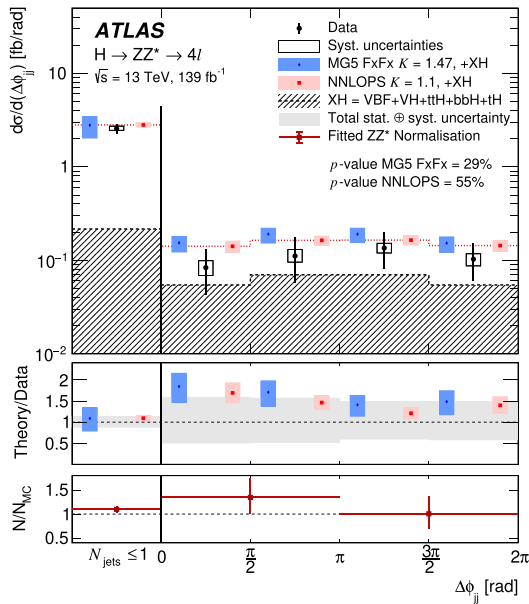 ATLAS
H → ZZ* → 4l
√s = 13 TeV, 139 fb⁻¹
Data
Syst. uncertainties
MG5 FxFx K = 1.47, +XH
NNLOPS K = 1.1, +XH
XH = VBF+VH+ttH+bbH+tH
Total stat. ⊕ syst. uncertainty
Fitted ZZ* Normalisation
p-value MG5 FxFx = 29%
p-value NNLOPS = 55%
dσ/d(Δϕjj) [fb/rad]
10
1
10⁻¹
10⁻²
Theory/Data
2
1.5
1
0.5
N/N_MC
1.5
1
0.5
N_jets ≤ 1
0
π/2
π
3π/2
2π
Δϕjj [rad]